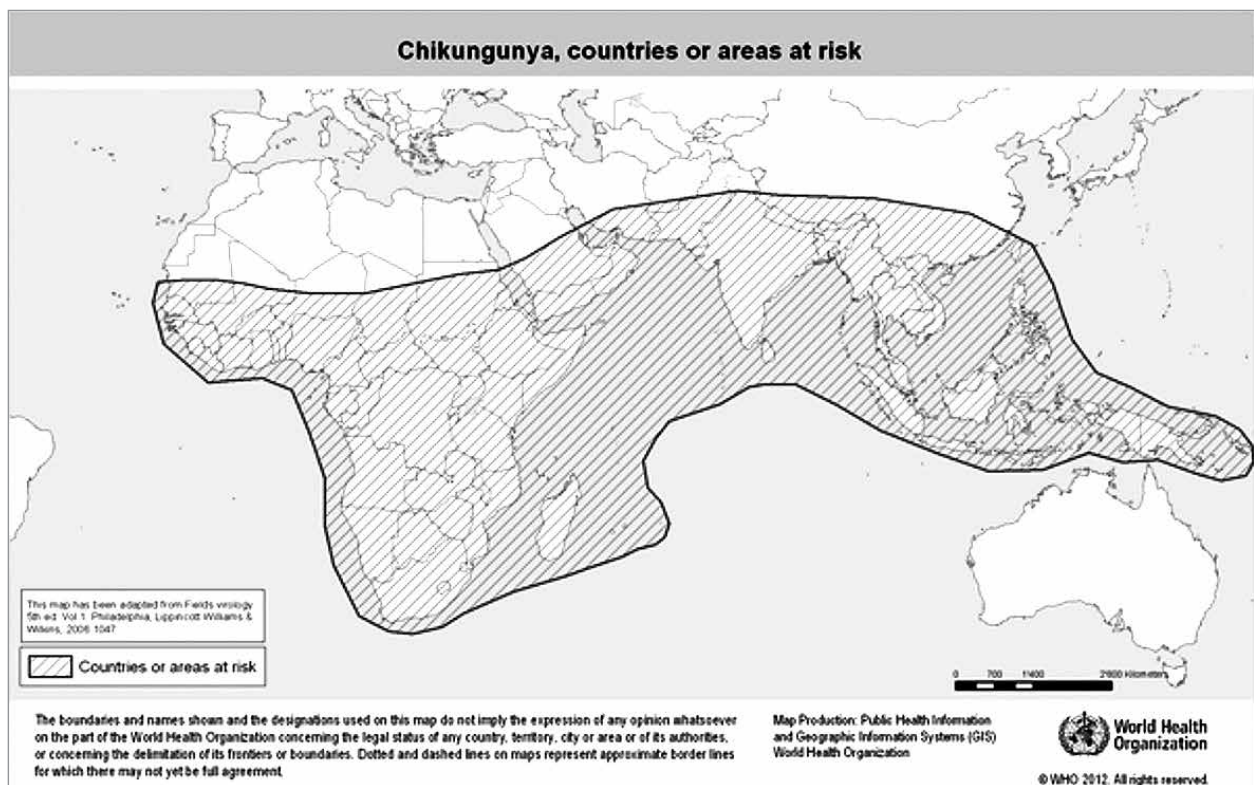 Chikungunya, countries or areas at risk
This map has been adapted from Fields virology
5th ed. Vol 1. Philadelphia, Lippincott Williams &
Wilkins, 2006:1047
Countries or areas at risk
0 700 1'400 2'800 Kilometers
The boundaries and names shown and the designations used on this map do not imply the expression of any opinion whatsoever
on the part of the World Health Organization concerning the legal status of any country, territory, city or area or of its authorities,
or concerning the delimitation of its frontiers or boundaries. Dotted and dashed lines on maps represent approximate border lines
for which there may not yet be full agreement.
Map Production: Public Health Information
and Geographic Information Systems (GIS)
World Health Organization
World Health
Organization
© WHO 2012. All rights reserved.